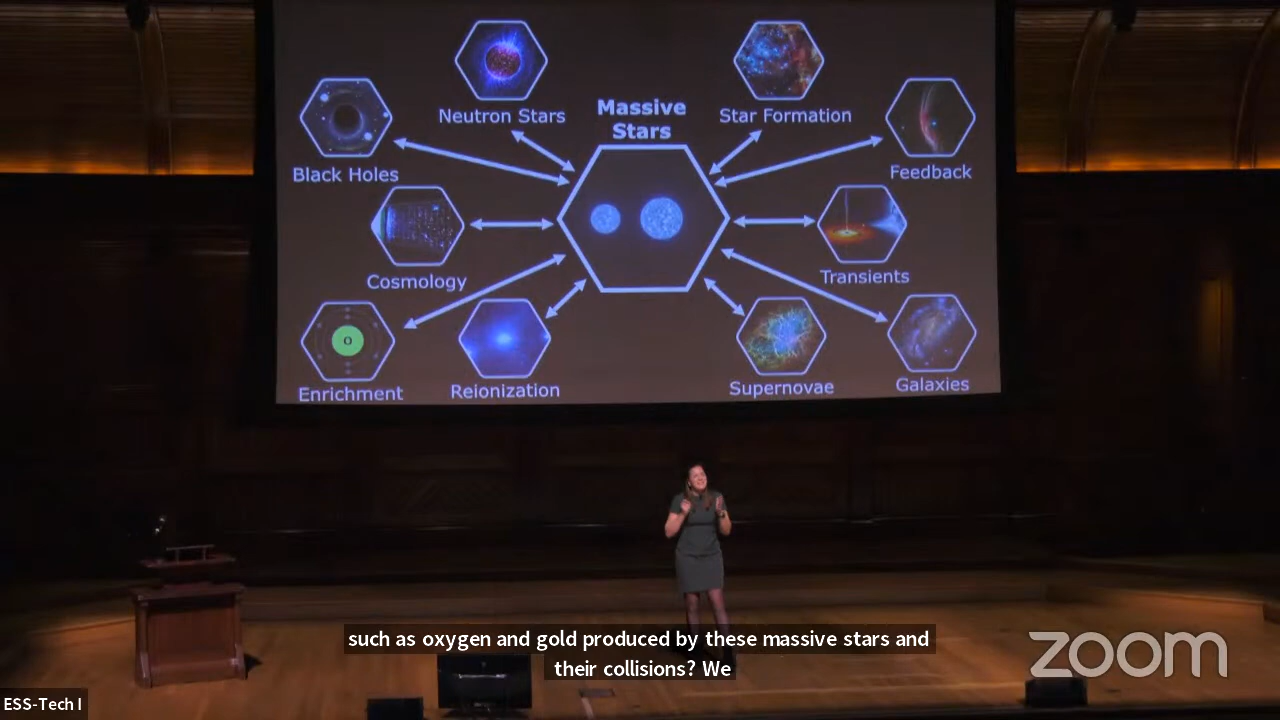 Massive
Stars
Neutron Stars
Star Formation
Black Holes
Feedback
Cosmology
Transients
Enrichment
O
Reionization
Supernovae
Galaxies
such as oxygen and gold produced by these massive stars and
their collisions? We
zoom
ESS-Tech I